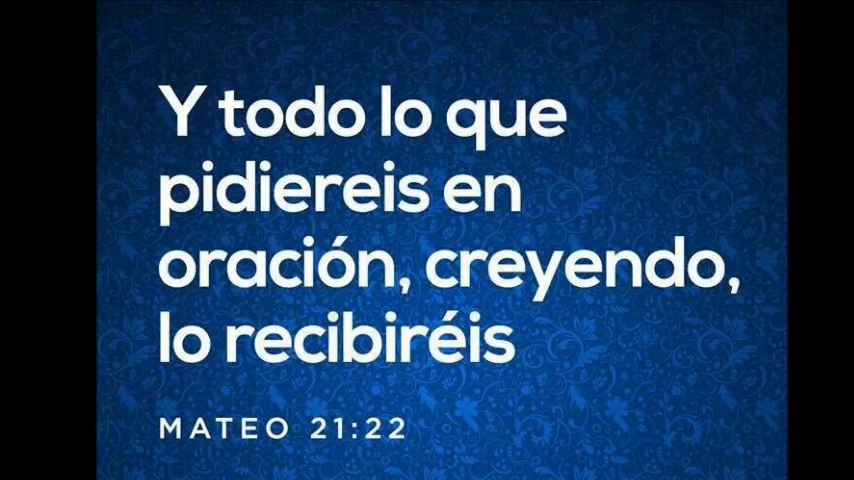 Y todo lo que
pidiereis en
oración, creyendo,
lo recibiréis
MATEO 21:22